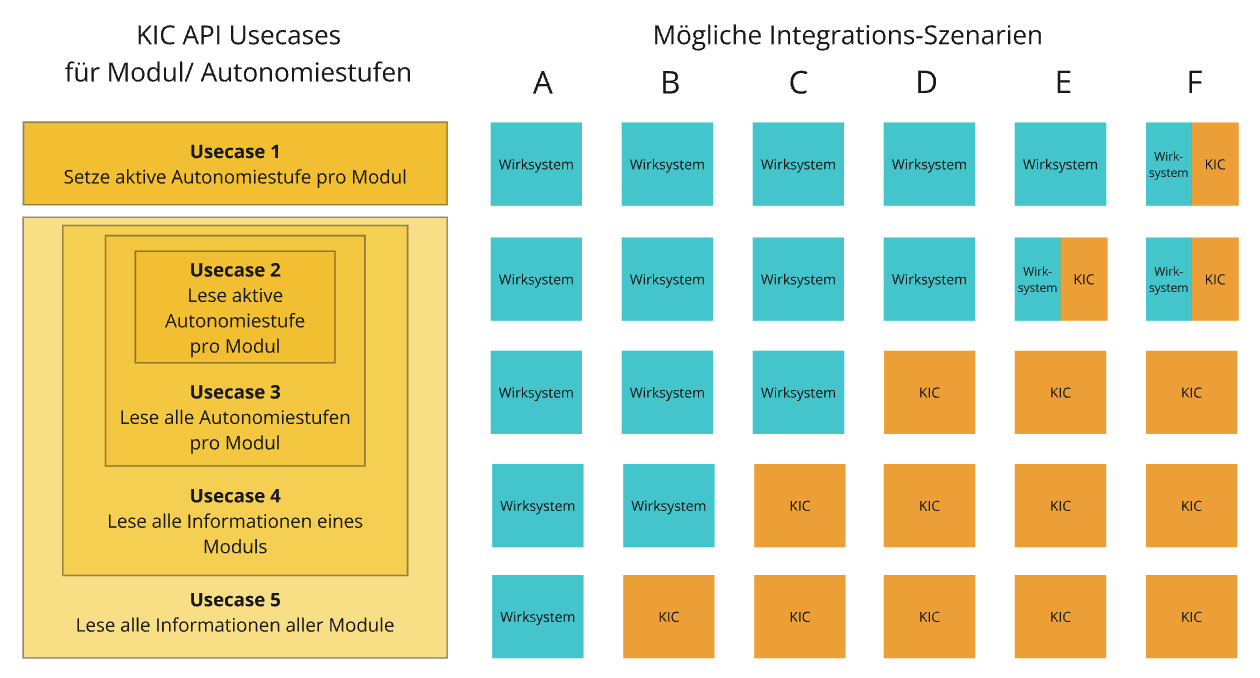 KIC API Usecases
für Modul/ Autonomiestufen
Mögliche Integrations-Szenarien
A B C D E F
Usecase 1
Setze aktive Autonomiestufe pro Modul
Wirksystem Wirksystem Wirksystem Wirksystem Wirksystem
Wirk-
system
KIC
Usecase 2
Lese aktive
Autonomiestufe
pro Modul
Wirksystem Wirksystem Wirksystem Wirksystem
Wirk-
system
KIC
Wirk-
system
KIC
Usecase 3
Lese alle Autonomiestufen
pro Modul
Wirksystem Wirksystem Wirksystem KIC KIC KIC
Usecase 4
Lese alle Informationen eines
Moduls
Wirksystem Wirksystem KIC KIC KIC KIC
Usecase 5
Lese alle Informationen aller Module
Wirksystem KIC KIC KIC KIC KIC